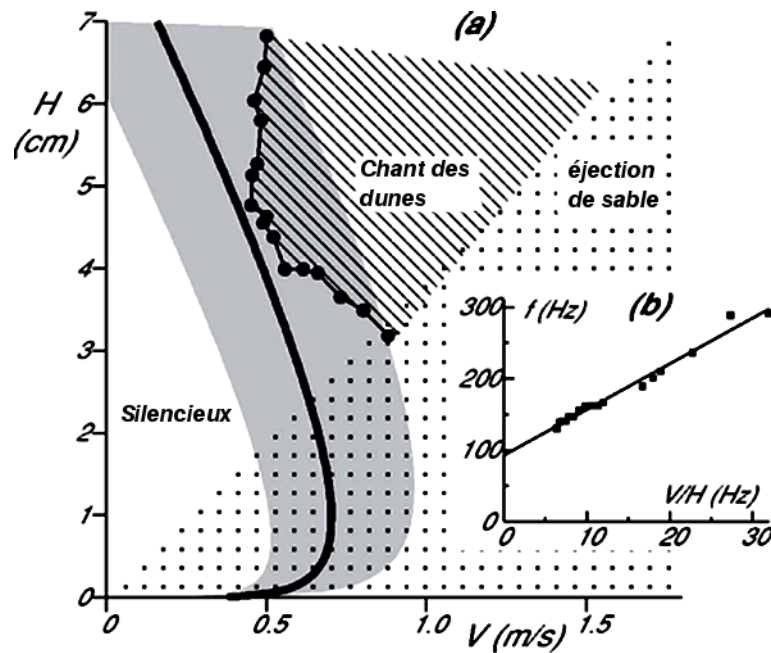 (a)
7
6
H
(cm)
5
4
3
2
1
0
Chant des
dunes
éjection
de sable
Silencieux
0
0.5
1.0
1.5
V (m/s)
(b)
f (Hz)
300
200
100
0
V/H (Hz)
0
10
20
30